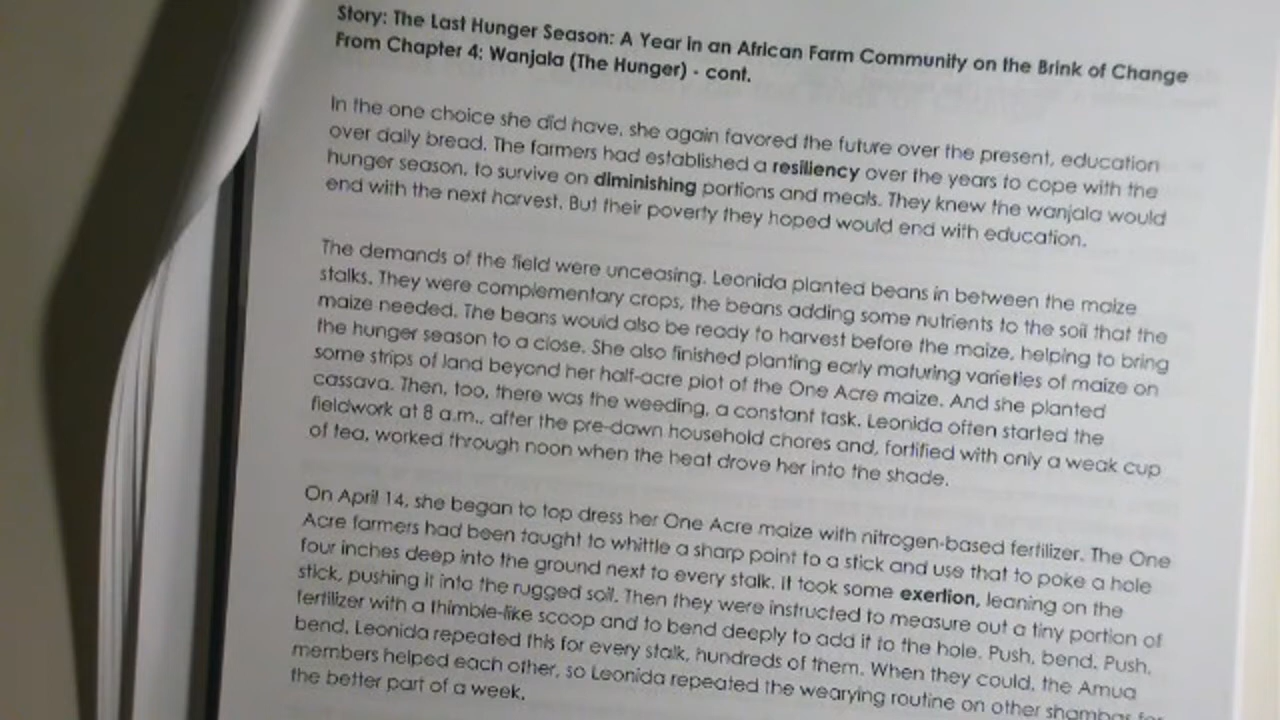 Story: The Last Hunger Season: A Year in an African Farm Community on the Brink of Change
From Chapter 4: Wanjala (The Hunger) - cont.
In the one choice she did have, she again favored the future over the present, education
over daily bread. The farmers had established a resiliency over the years to cope with the
hunger season, to survive on diminishing portions and meals. They knew the wanjala would
end with the next harvest. But their poverty they hoped would end with education.
The demands of the field were unceasing. Leonida planted beans in between the maize
stalks. They were complementary crops, the beans adding some nutrients to the soil that the
maize needed. The beans would also be ready to harvest before the maize, helping to bring
the hunger season to a close. She also finished planting early maturing varieties of maize on
some strips of land beyond her half-acre plot of the One Acre maize. And she planted
cassava. Then, too, there was the weeding, a constant task. Leonida often started the
fieldwork at 8 a.m., after the pre-dawn household chores and, fortified with only a weak cup
of tea, worked through noon when the heat drove her into the shade.
On April 14, she began to top dress her One Acre maize with nitrogen-based fertilizer. The One
Acre farmers had been taught to whittle a sharp point to a stick and use that to poke a hole
four inches deep into the ground next to every stalk. It took some exertion, leaning on the
stick, pushing it into the rugged soil. Then they were instructed to measure out a tiny portion of
fertilizer with a thimble-like scoop and to bend deeply to add it to the hole. Push, bend. Push,
bend. Leonida repeated this for every stalk, hundreds of them. When they could, the Amua
members helped each other, so Leonida repeated the wearying routine on other shambas for
the better part of a week.